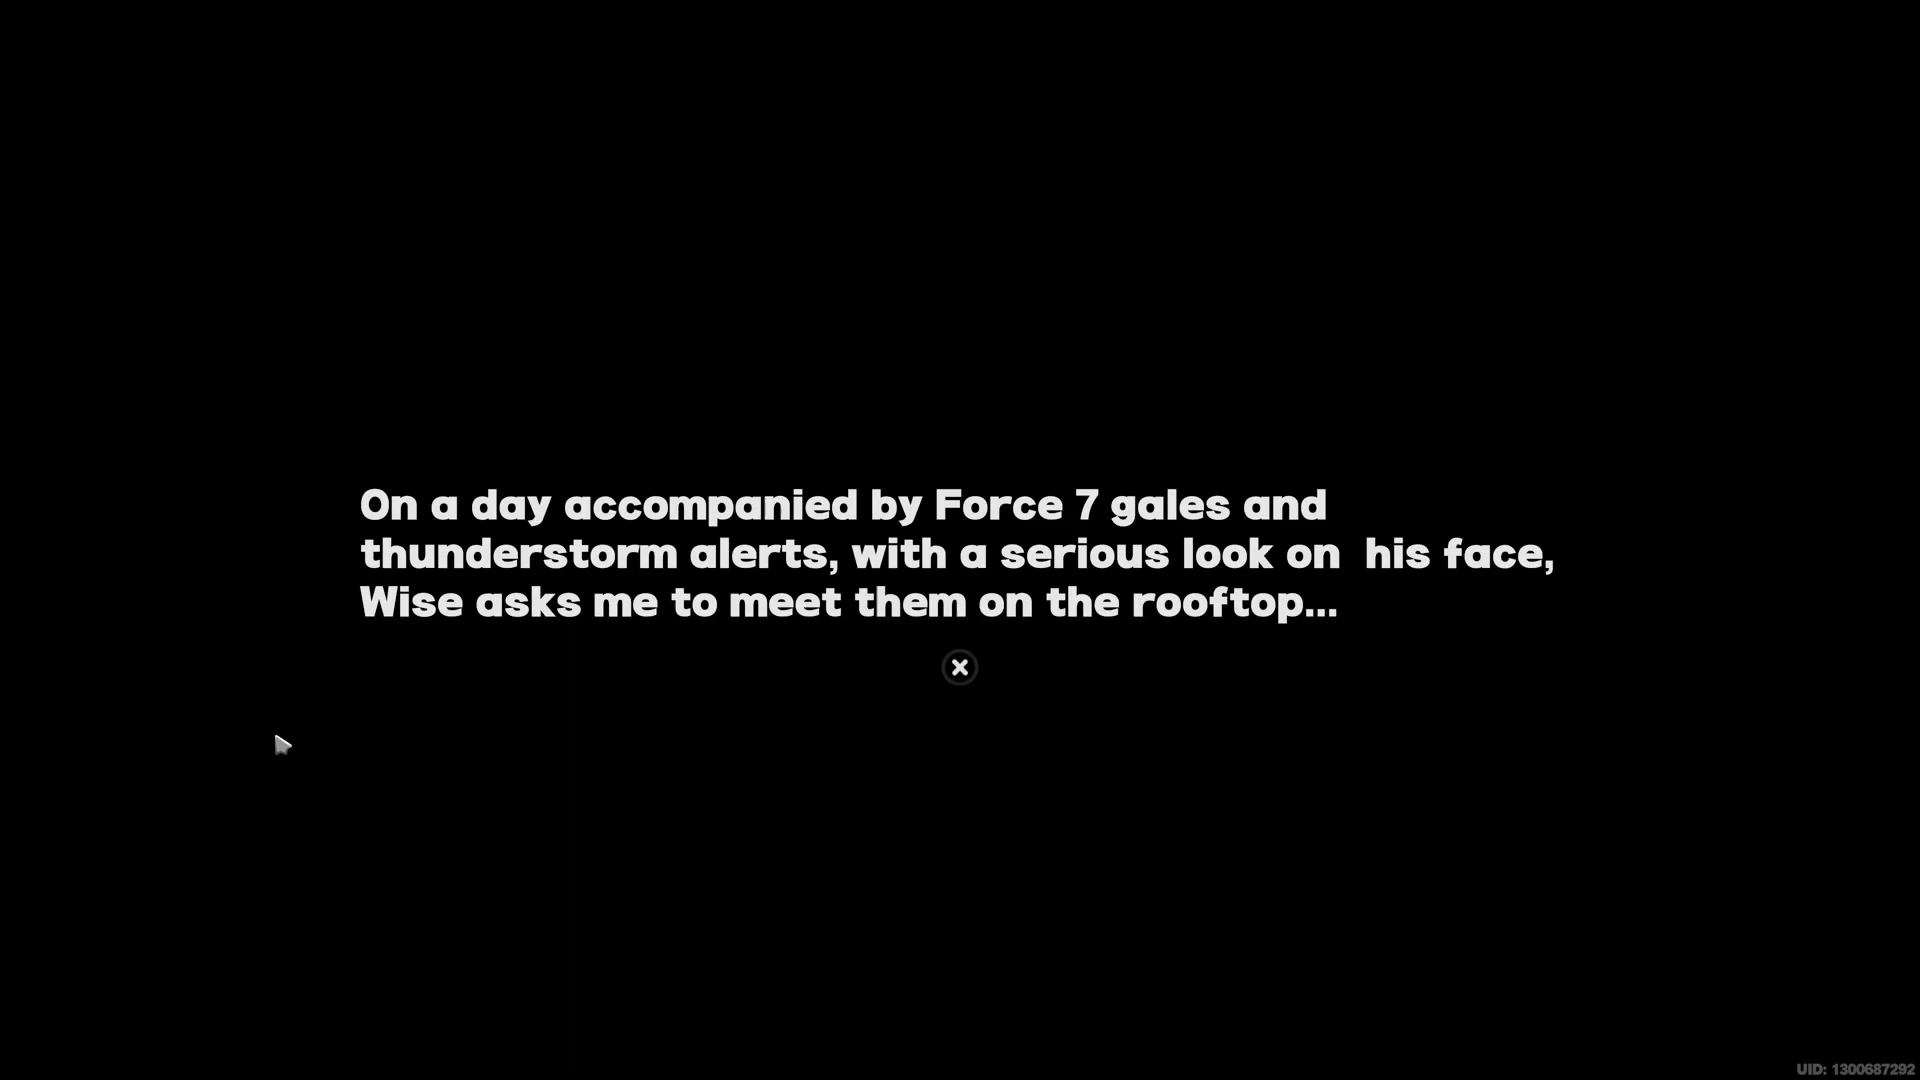 On a day accompanied by Force 7 gales and
thunderstorm alerts, with a serious look on  his face,
Wise asks me to meet them on the rooftop...
UID: 1300687292